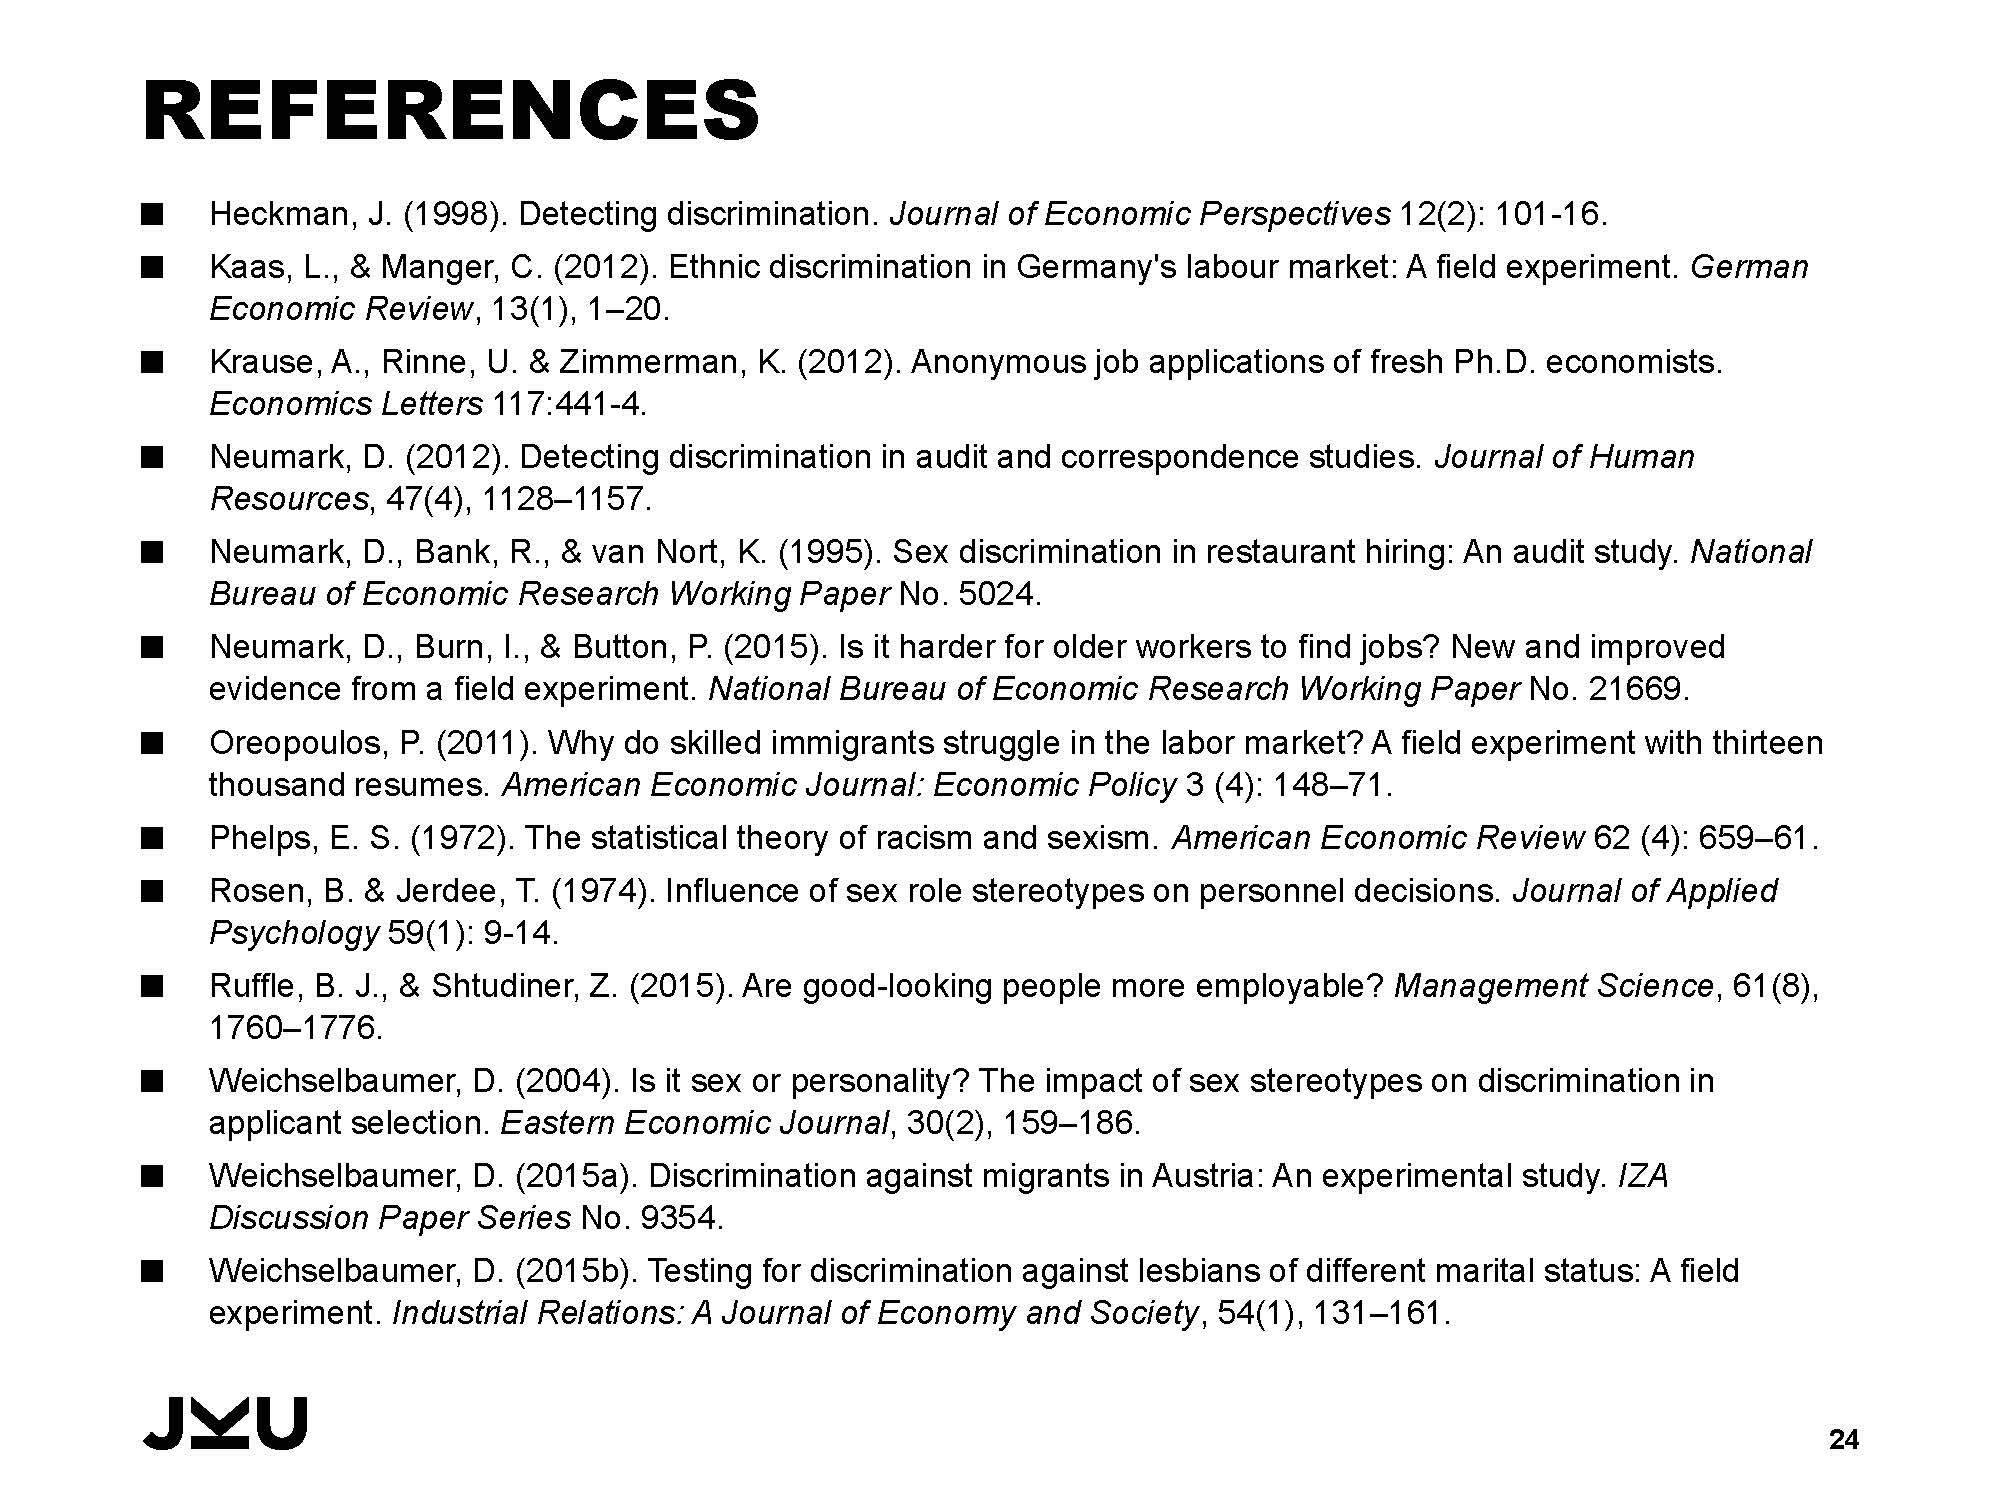 REFERENCES
■ Heckman, J. (1998). Detecting discrimination. Journal of Economic Perspectives 12(2): 101-16.
■ Kaas, L., & Manger, C. (2012). Ethnic discrimination in Germany's labour market: A field experiment. German
Economic Review, 13(1), 1–20.
■ Krause, A., Rinne, U. & Zimmerman, K. (2012). Anonymous job applications of fresh Ph.D. economists.
Economics Letters 117:441-4.
■ Neumark, D. (2012). Detecting discrimination in audit and correspondence studies. Journal of Human
Resources, 47(4), 1128–1157.
■ Neumark, D., Bank, R., & van Nort, K. (1995). Sex discrimination in restaurant hiring: An audit study. National
Bureau of Economic Research Working Paper No. 5024.
■ Neumark, D., Burn, I., & Button, P. (2015). Is it harder for older workers to find jobs? New and improved
evidence from a field experiment. National Bureau of Economic Research Working Paper No. 21669.
■ Oreopoulos, P. (2011). Why do skilled immigrants struggle in the labor market? A field experiment with thirteen
thousand resumes. American Economic Journal: Economic Policy 3 (4): 148–71.
■ Phelps, E. S. (1972). The statistical theory of racism and sexism. American Economic Review 62 (4): 659–61.
■ Rosen, B. & Jerdee, T. (1974). Influence of sex role stereotypes on personnel decisions. Journal of Applied
Psychology 59(1): 9-14.
■ Ruffle, B. J., & Shtudiner, Z. (2015). Are good-looking people more employable? Management Science, 61(8),
1760–1776.
■ Weichselbaumer, D. (2004). Is it sex or personality? The impact of sex stereotypes on discrimination in
applicant selection. Eastern Economic Journal, 30(2), 159–186.
■ Weichselbaumer, D. (2015a). Discrimination against migrants in Austria: An experimental study. IZA
Discussion Paper Series No. 9354.
■ Weichselbaumer, D. (2015b). Testing for discrimination against lesbians of different marital status: A field
experiment. Industrial Relations: A Journal of Economy and Society, 54(1), 131–161.
JKU
24